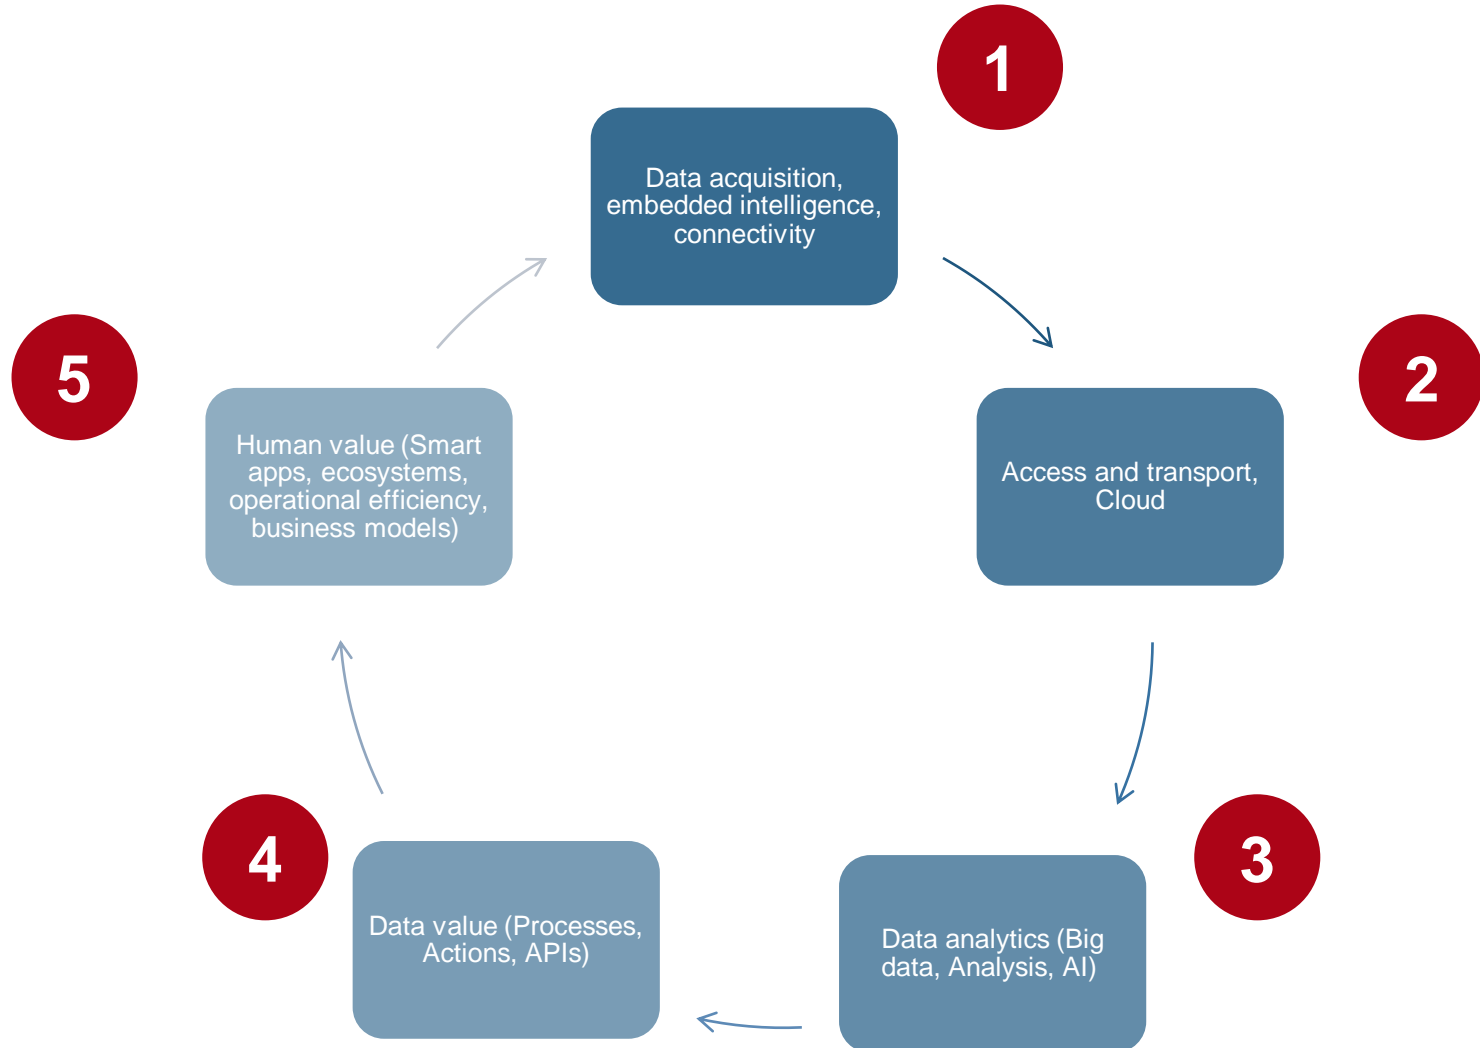 1
Data acquisition,
embedded intelligence,
connectivity
2
Access and transport,
Cloud
3
Data analytics (Big
data, Analysis, AI)
4
Data value (Processes,
Actions, APIs)
5
Human value (Smart
apps, ecosystems,
operational efficiency,
business models)